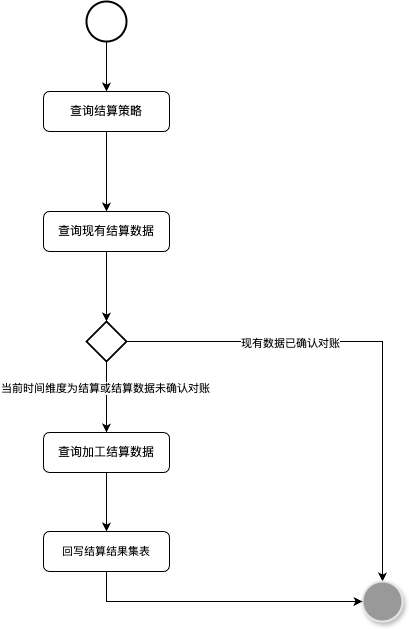 查询结算策略
查询现有结算数据
现有数据已确认对账
当前时间维度为结算或结算数据未确认对账
查询加工结算数据
回写结算结果集表